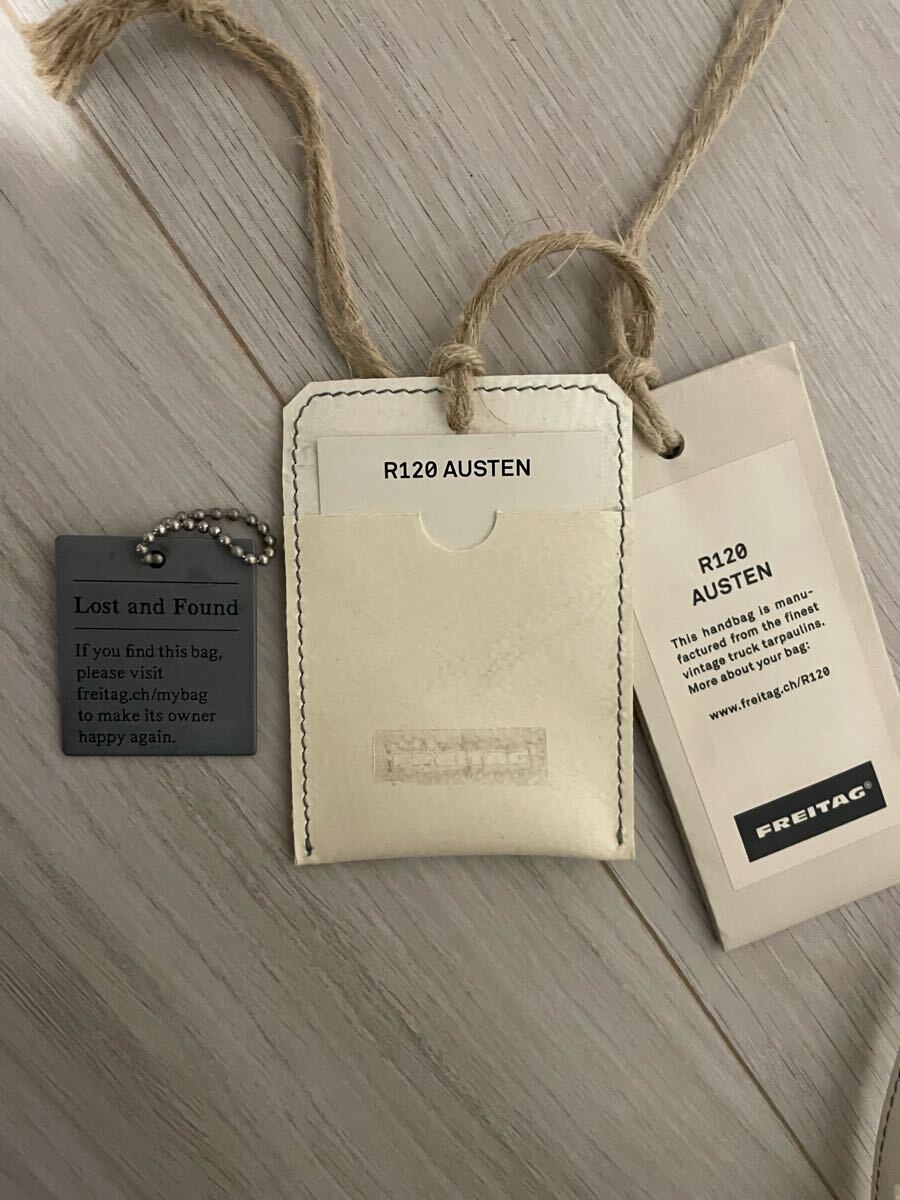 Lost and Found
If you find this bag,
please visit
freitag.ch/mybag
to make its owner
happy again.
R120 AUSTEN
R120
AUSTEN
This handbag is manu-
factured from the finest
vintage truck tarpaulins.
More about your bag:
www.freitag.ch/R120
FREITAG®